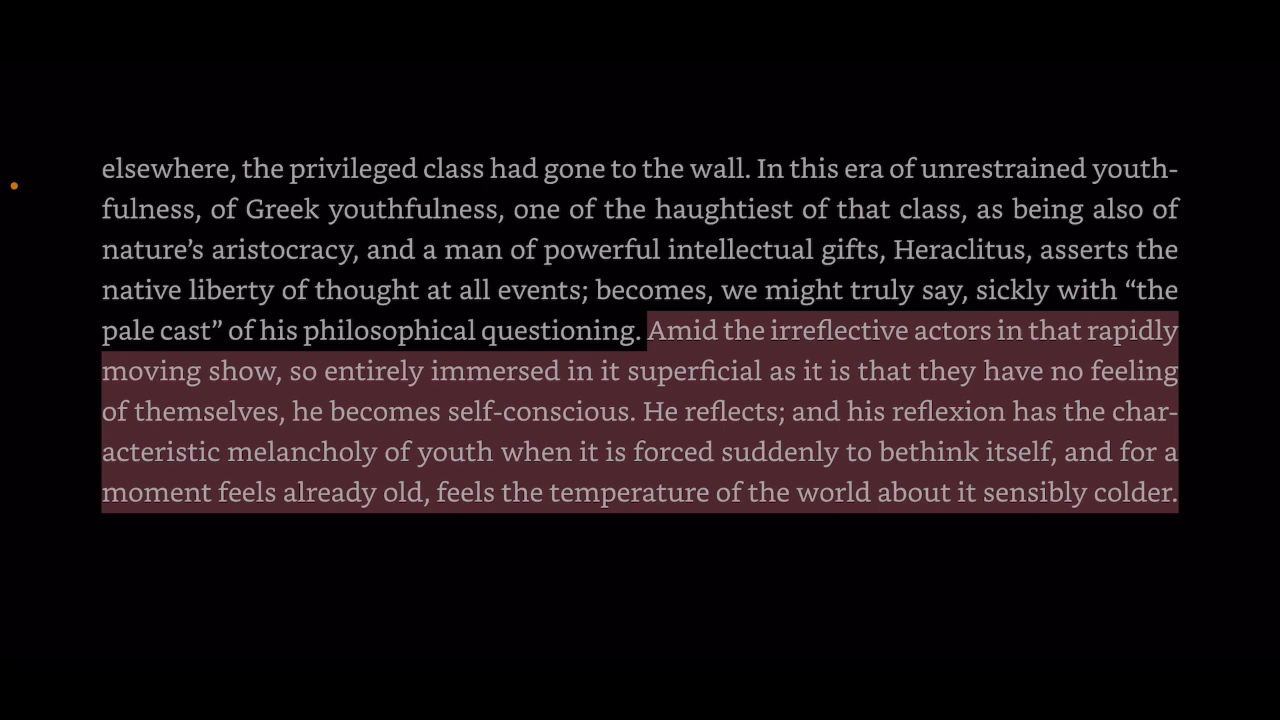 elsewhere, the privileged class had gone to the wall. In this era of unrestrained youth-
fulness, of Greek youthfulness, one of the haughtiest of that class, as being also of
nature’s aristocracy, and a man of powerful intellectual gifts, Heraclitus, asserts the
native liberty of thought at all events; becomes, we might truly say, sickly with “the
pale cast” of his philosophical questioning. Amid the irreflective actors in that rapidly
moving show, so entirely immersed in it superficial as it is that they have no feeling
of themselves, he becomes self-conscious. He reflects; and his reflexion has the char-
acteristic melancholy of youth when it is forced suddenly to bethink itself, and for a
moment feels already old, feels the temperature of the world about it sensibly colder.